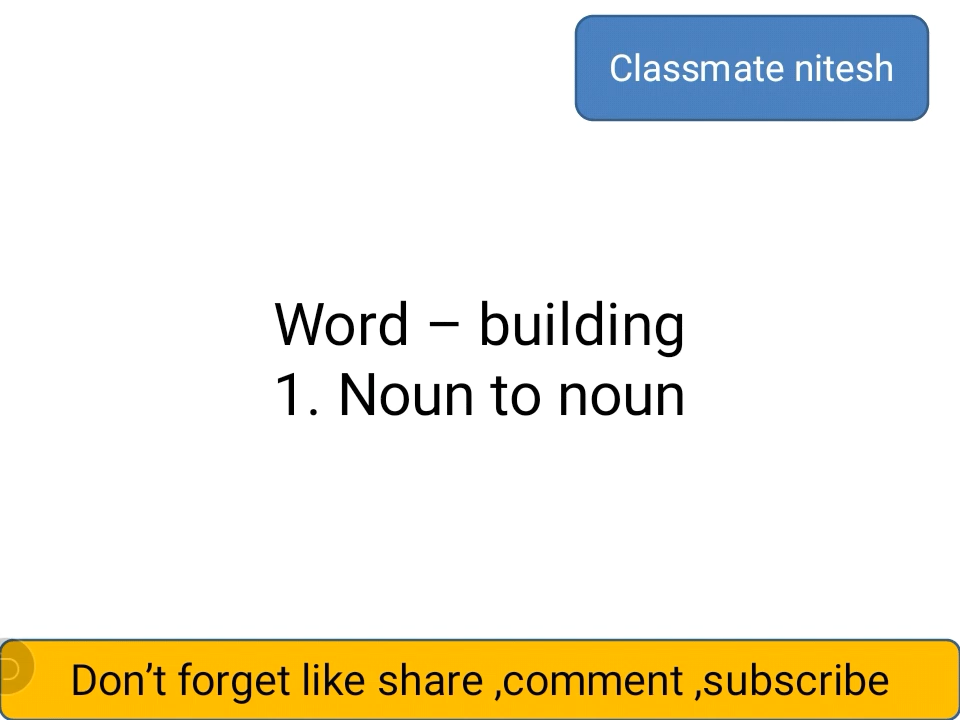 Classmate nitesh
Word – building
1. Noun to noun
Don’t forget like share ,comment ,subscribe